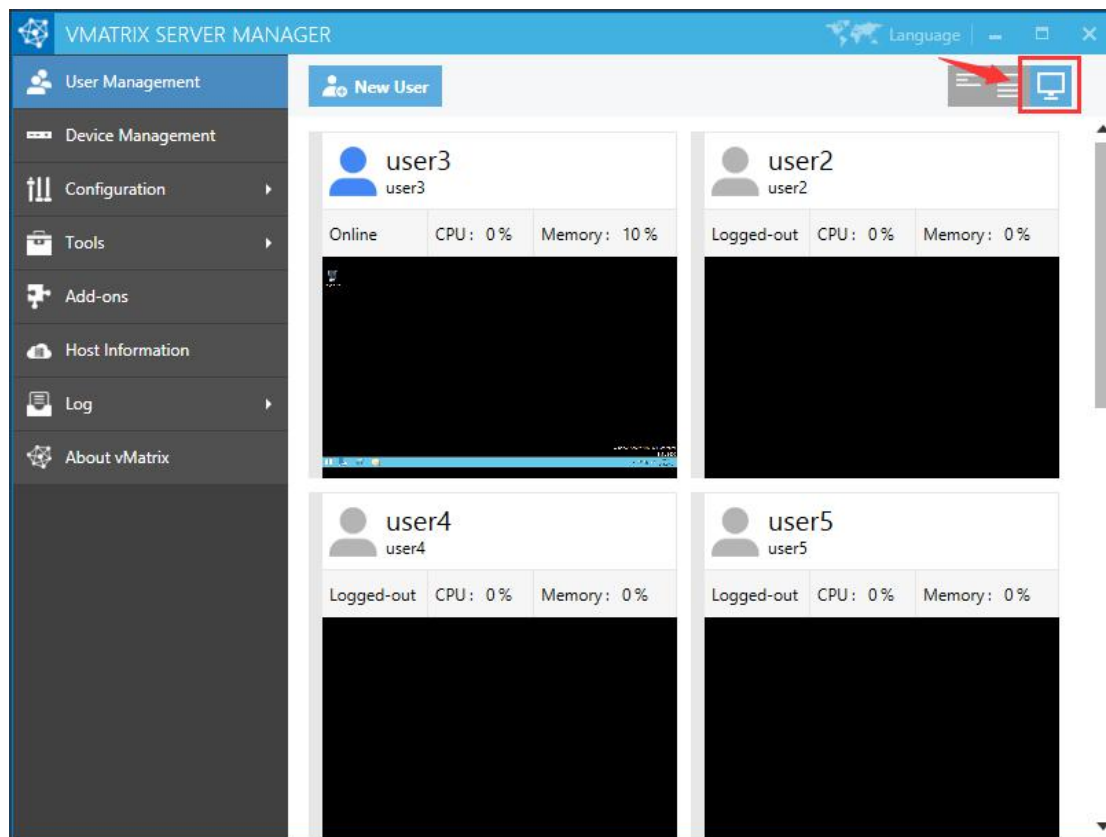 VMATRIX SERVER MANAGER
Language
User Management
Device Management
Configuration
Tools
Add-ons
Host Information
Log
About vMatrix
New User
user3
user3
Online CPU: 0% Memory: 10%
user2
user2
Logged-out CPU: 0% Memory: 0%
user4
user4
Logged-out CPU: 0% Memory: 0%
user5
user5
Logged-out CPU: 0% Memory: 0%